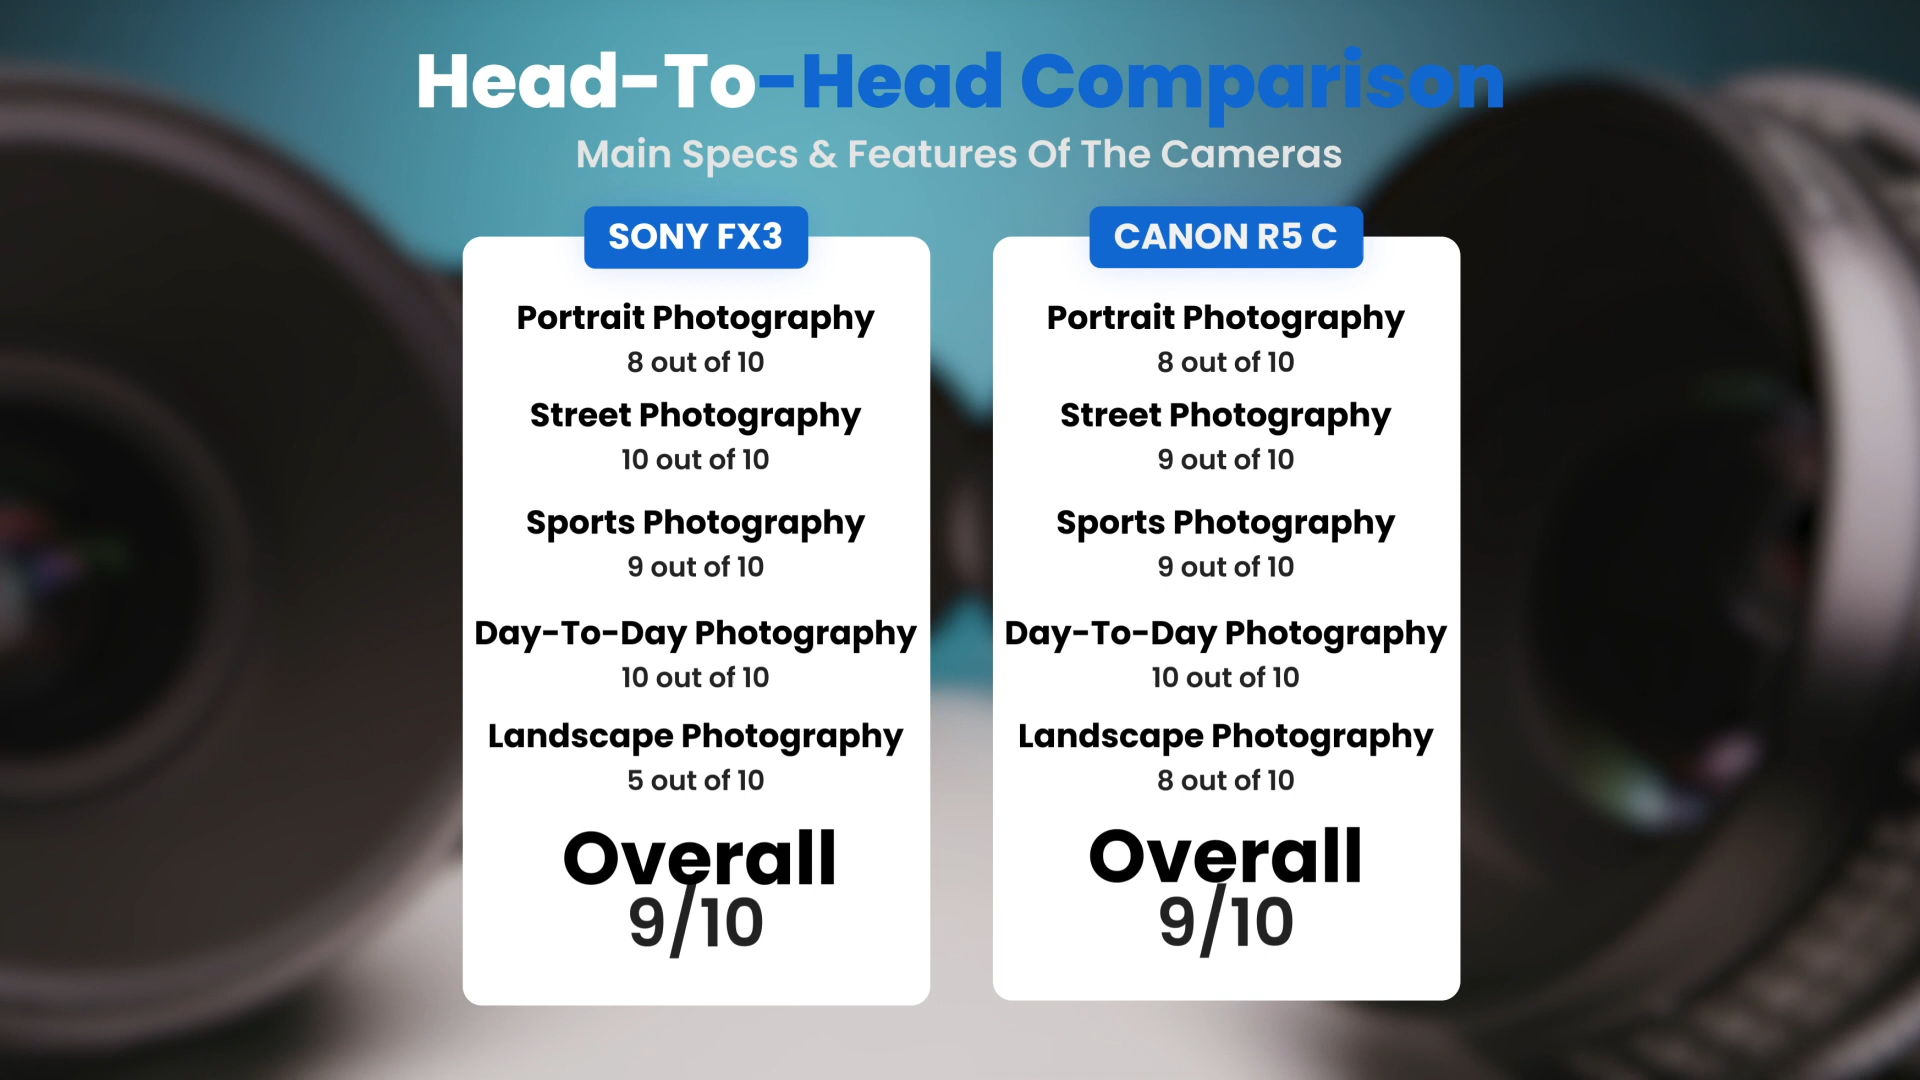 Head-To-Head Comparison
Main Specs & Features Of The Cameras
SONY FX3
Portrait Photography
8 out of 10
Street Photography
10 out of 10
Sports Photography
9 out of 10
Day-To-Day Photography
10 out of 10
Landscape Photography
5 out of 10
Overall
9/10
CANON R5 C
Portrait Photography
8 out of 10
Street Photography
9 out of 10
Sports Photography
9 out of 10
Day-To-Day Photography
10 out of 10
Landscape Photography
8 out of 10
Overall
9/10